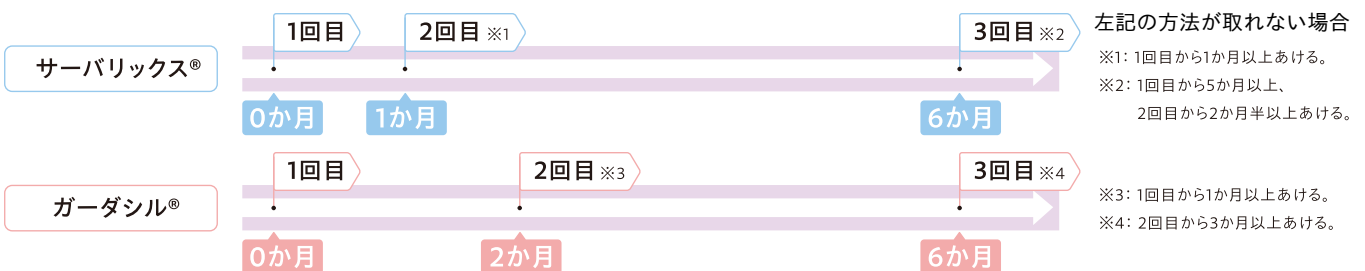 1回目
2回目 ※1
3回目 ※2
左記の方法が取れない場合
サーバリックス®
※1: 1回目から1か月以上あける。
※2: 1回目から5か月以上、
2回目から2か月半以上あける。
0か月
1か月
6か月
1回目
2回目 ※3
3回目 ※4
ガーダシル®
※3: 1回目から1か月以上あける。
※4: 2回目から3か月以上あける。
0か月
2か月
6か月